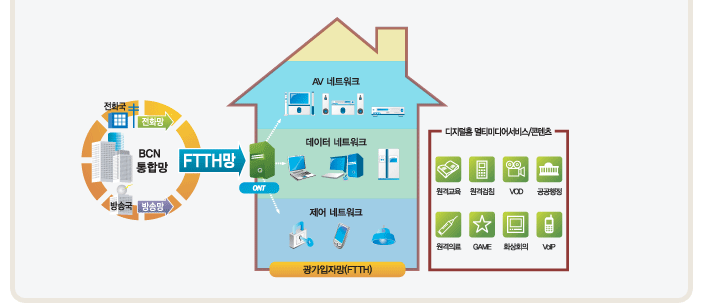 AV 네트워크
전화국
전화망
BCN
통합망
FTTH망
방송국
방송망
ONT
데이터 네트워크
제어 네트워크
광가입자망(FTTH)
디지털홈 멀티미디어서비스/콘텐츠
원격교육 원격검침 VOD 공공행정
원격의료 GAME 화상회의 VoIP